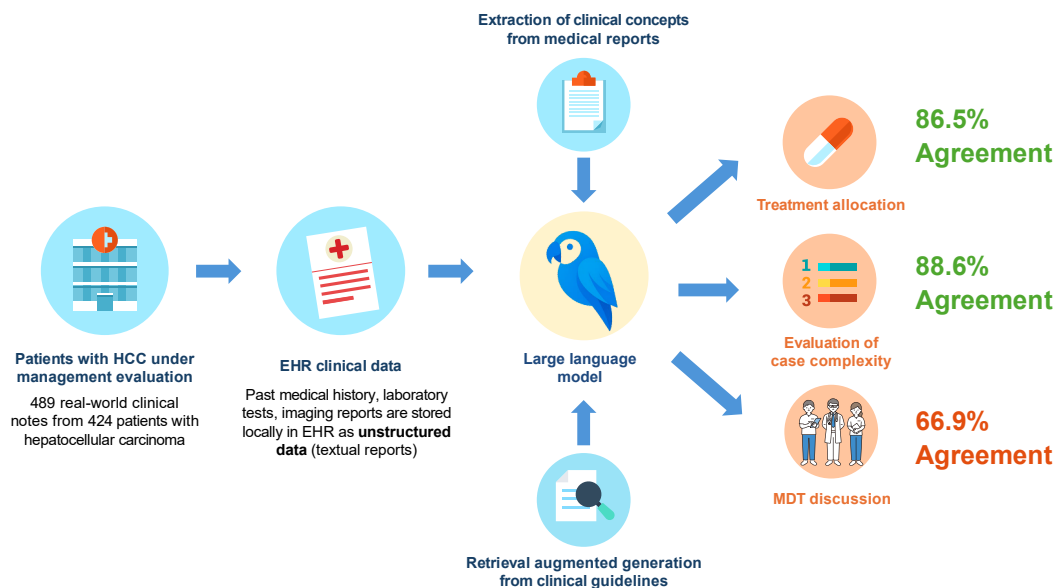 Extraction of clinical concepts
from medical reports
86.5%
Agreement
Treatment allocation
Patients with HCC under
management evaluation
489 real-world clinical
notes from 424 patients with
hepatocellular carcinoma
EHR clinical data
Past medical history, laboratory
tests, imaging reports are stored
locally in EHR as unstructured
data (textual reports)
Large language
model
1
2
3
88.6%
Agreement
Evaluation of
case complexity
66.9%
Agreement
MDT discussion
Retrieval augmented generation
from clinical guidelines